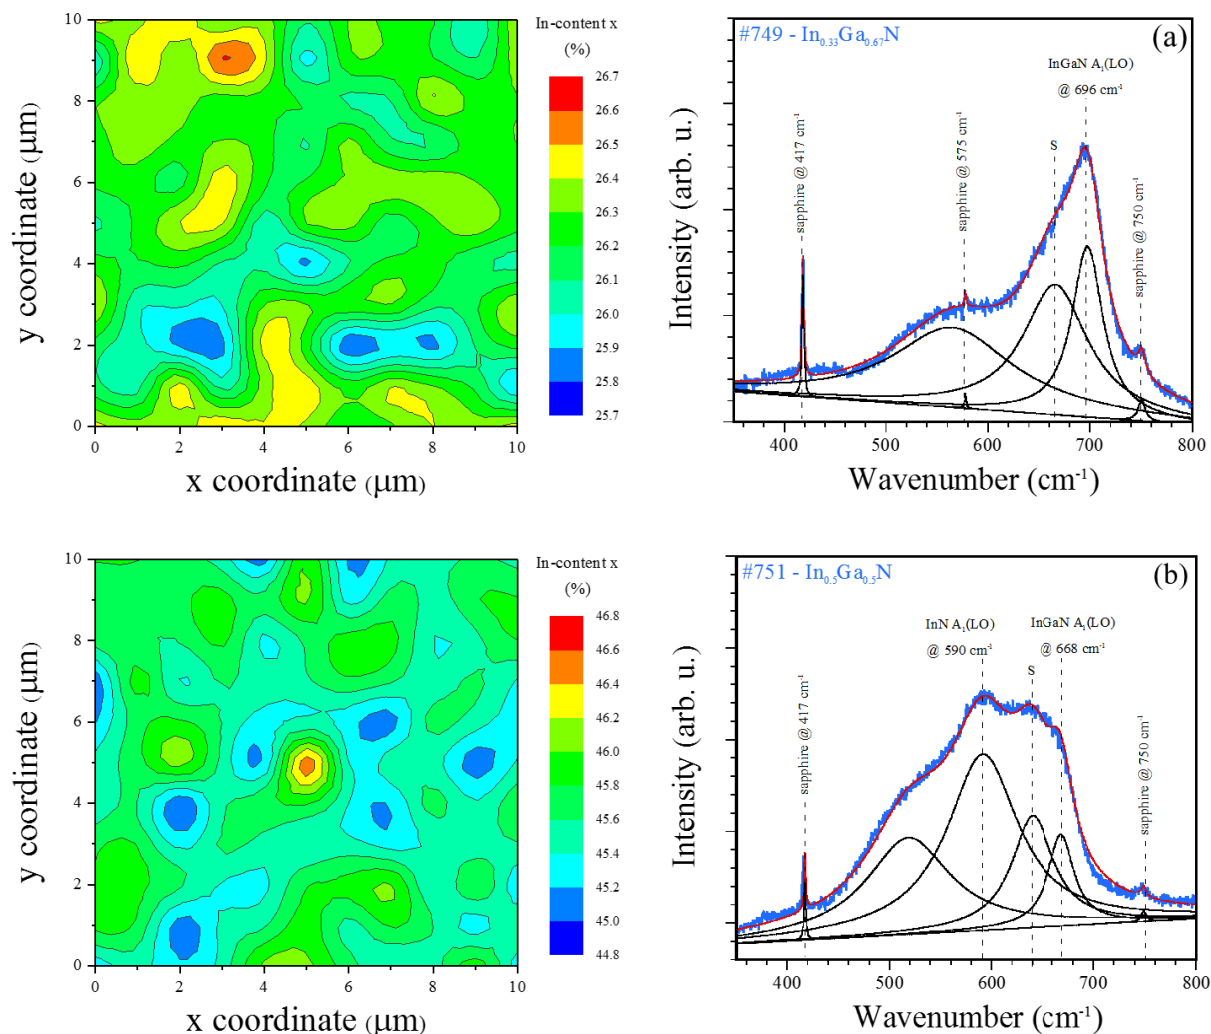 In-content x
(%)
26.7
26.6
26.4
26.3
26.1
26.0
25.9
25.8
25.7
10
8
6
4
2
0
0 2 4 6 8 10
y coordinate (μm)
x coordinate (μm)
#749 - In₀.₃₃Ga₀.₆₇N
(a)
InGaN A₁(LO)
@ 696 cm⁻¹
sapphire @ 417 cm⁻¹
sapphire @ 575 cm⁻¹
S
sapphire @ 750 cm⁻¹
Intensity (arb. u.)
400 500 600 700 800
Wavenumber (cm⁻¹)
In-content x
(%)
46.8
46.6
46.4
46.2
46.0
45.8
45.6
45.4
45.2
45.0
44.8
10
8
6
4
2
0
0 2 4 6 8 10
y coordinate (μm)
x coordinate (μm)
#751 - In₀.₅Ga₀.₅N
(b)
InN A₁(LO)
@ 590 cm⁻¹
InGaN A₁(LO)
@ 668 cm⁻¹
S
sapphire @ 417 cm⁻¹
sapphire @ 750 cm⁻¹
Intensity (arb. u.)
400 500 600 700 800
Wavenumber (cm⁻¹)